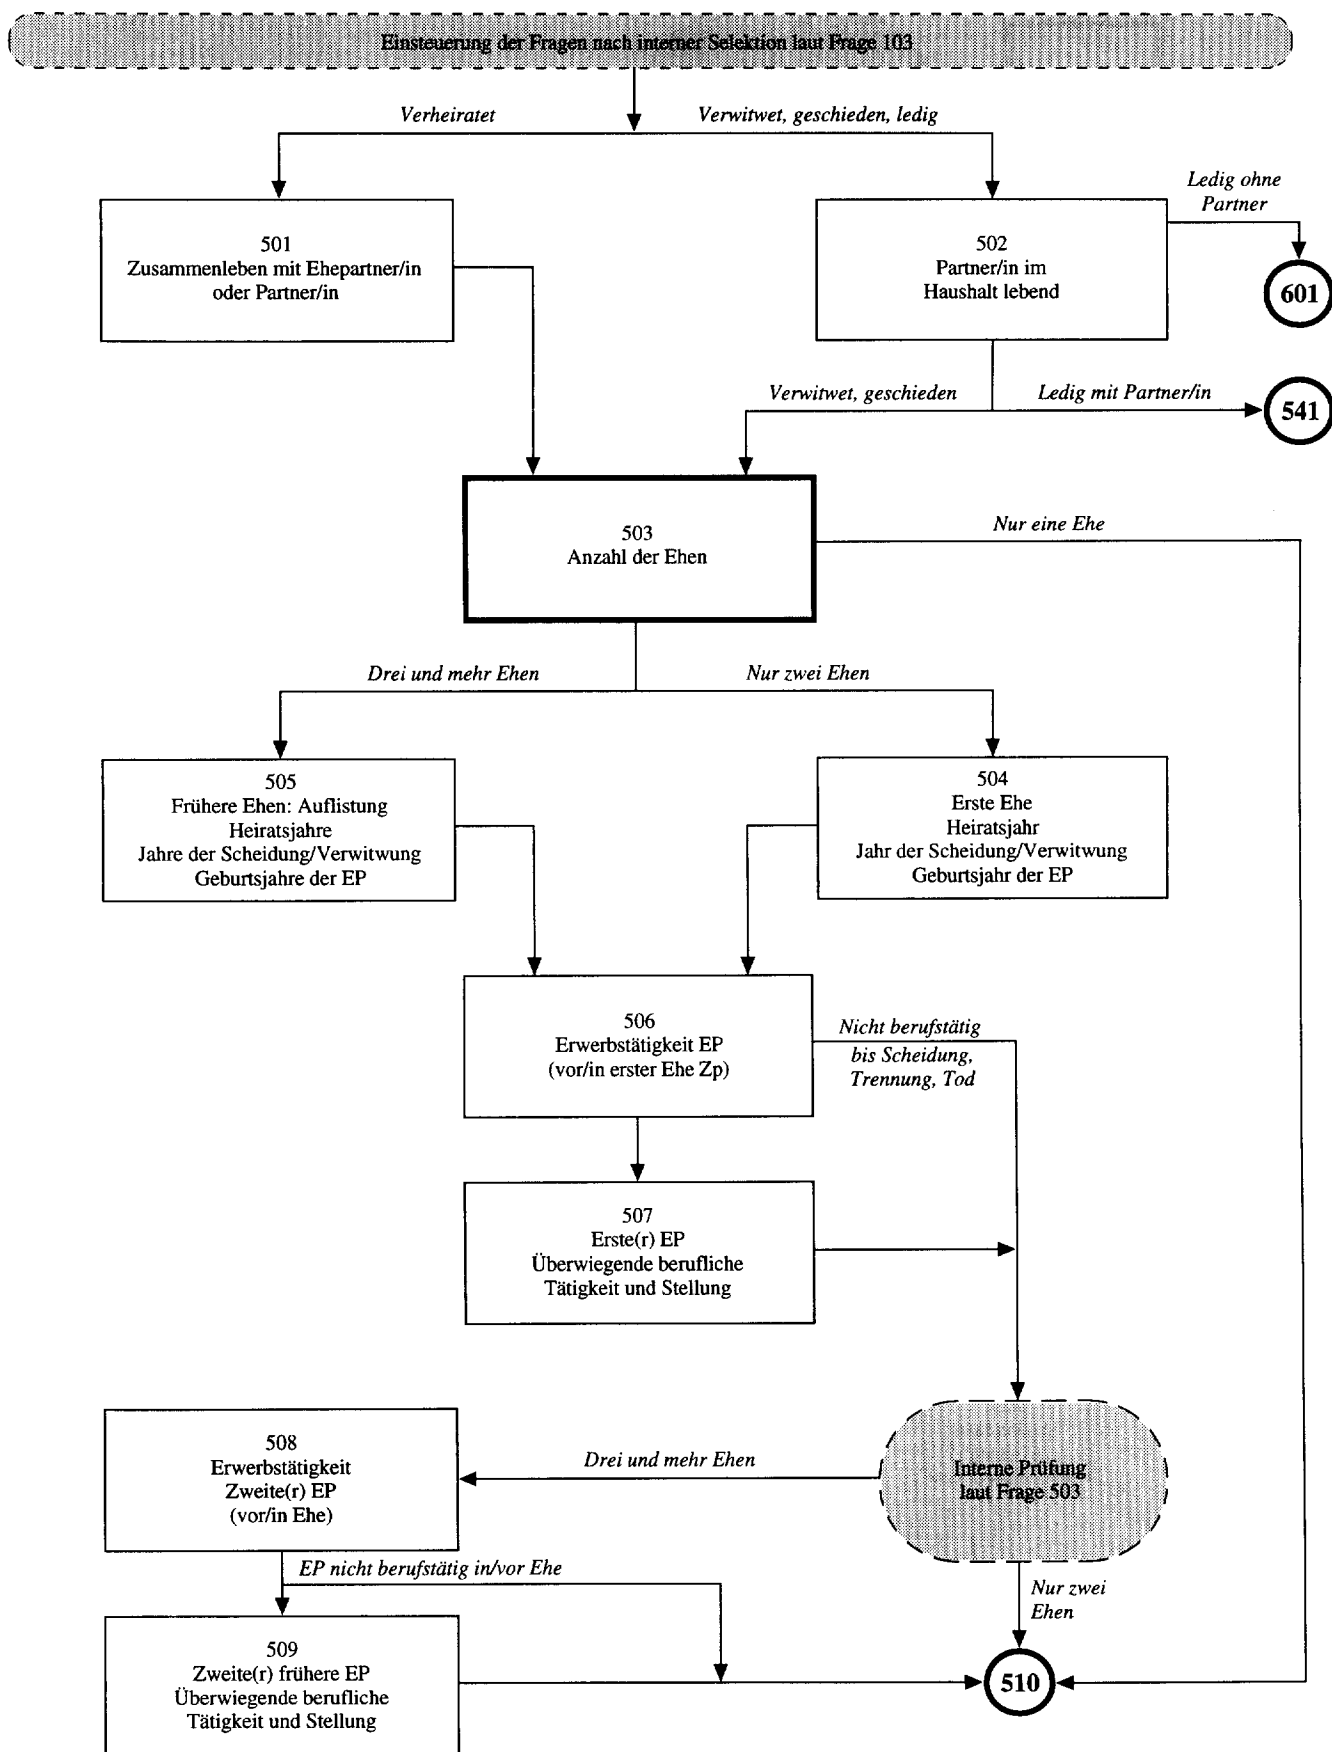 Einsteuerung der Fragen nach interner Selektion laut Frage 103
Verheiratet
Verwitwet, geschieden, ledig
Ledig ohne
Partner
501
Zusammenleben mit Ehepartner/in
oder Partner/in
502
Partner/in im
Haushalt lebend
601
Verwitwet, geschieden
Ledig mit Partner/in
541
503
Anzahl der Ehen
Nur eine Ehe
Drei und mehr Ehen
Nur zwei Ehen
505
Frühere Ehen: Auflistung
Heiratsjahre
Jahre der Scheidung/Verwitwung
Geburtsjahre der EP
504
Erste Ehe
Heiratsjahr
Jahr der Scheidung/Verwitwung
Geburtsjahr der EP
506
Erwerbstätigkeit EP
(vor/in erster Ehe Zp)
Nicht berufstätig
bis Scheidung,
Trennung, Tod
507
Erste(r) EP
Überwiegende berufliche
Tätigkeit und Stellung
508
Erwerbstätigkeit
Zweite(r) EP
(vor/in Ehe)
Drei und mehr Ehen
Interne Prüfung
laut Frage 503
EP nicht berufstätig in/vor Ehe
Nur zwei
Ehen
509
Zweite(r) frühere EP
Überwiegende berufliche
Tätigkeit und Stellung
510